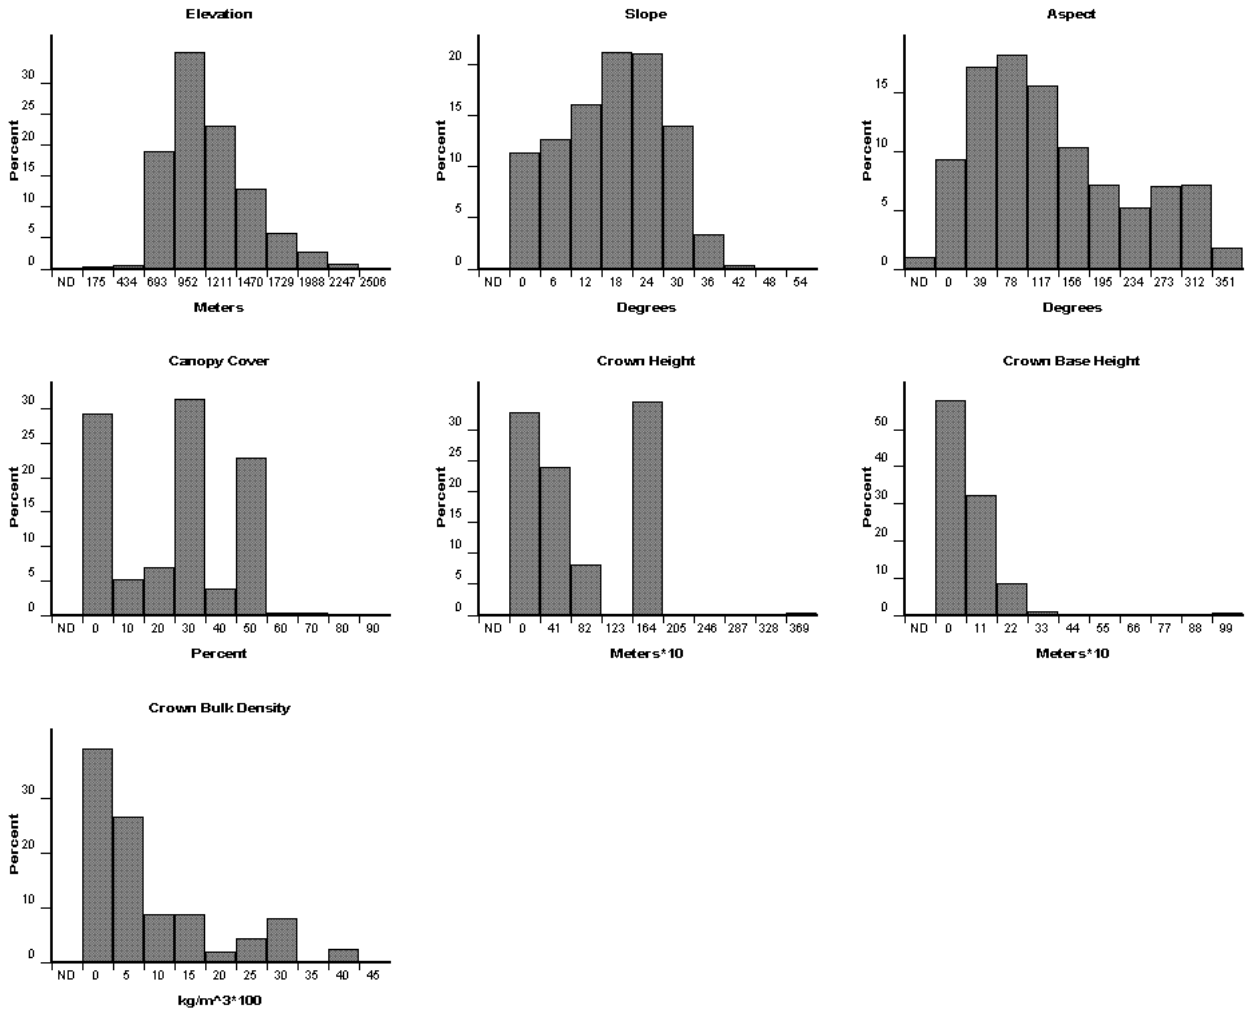 Elevation
Percent
30
25
20
15
10
5
0
ND 175 434 693 952 1211 1470 1729 1988 2247 2506
Meters
Slope
Percent
20
15
10
5
0
ND 0 6 12 18 24 30 36 42 48 54
Degrees
Aspect
Percent
15
10
5
0
ND 0 39 78 117 156 195 234 273 312 351
Degrees
Canopy Cover
Percent
30
25
20
15
10
5
0
ND 0 10 20 30 40 50 60 70 80 90
Percent
Crown Height
Percent
30
25
20
15
10
5
0
ND 0 41 82 123 164 205 246 287 328 369
Meters*10
Crown Base Height
Percent
50
40
30
20
10
0
ND 0 11 22 33 44 55 66 77 88 99
Meters*10
Crown Bulk Density
Percent
30
20
10
0
ND 0 5 10 15 20 25 30 35 40 45
kg/m^3*100